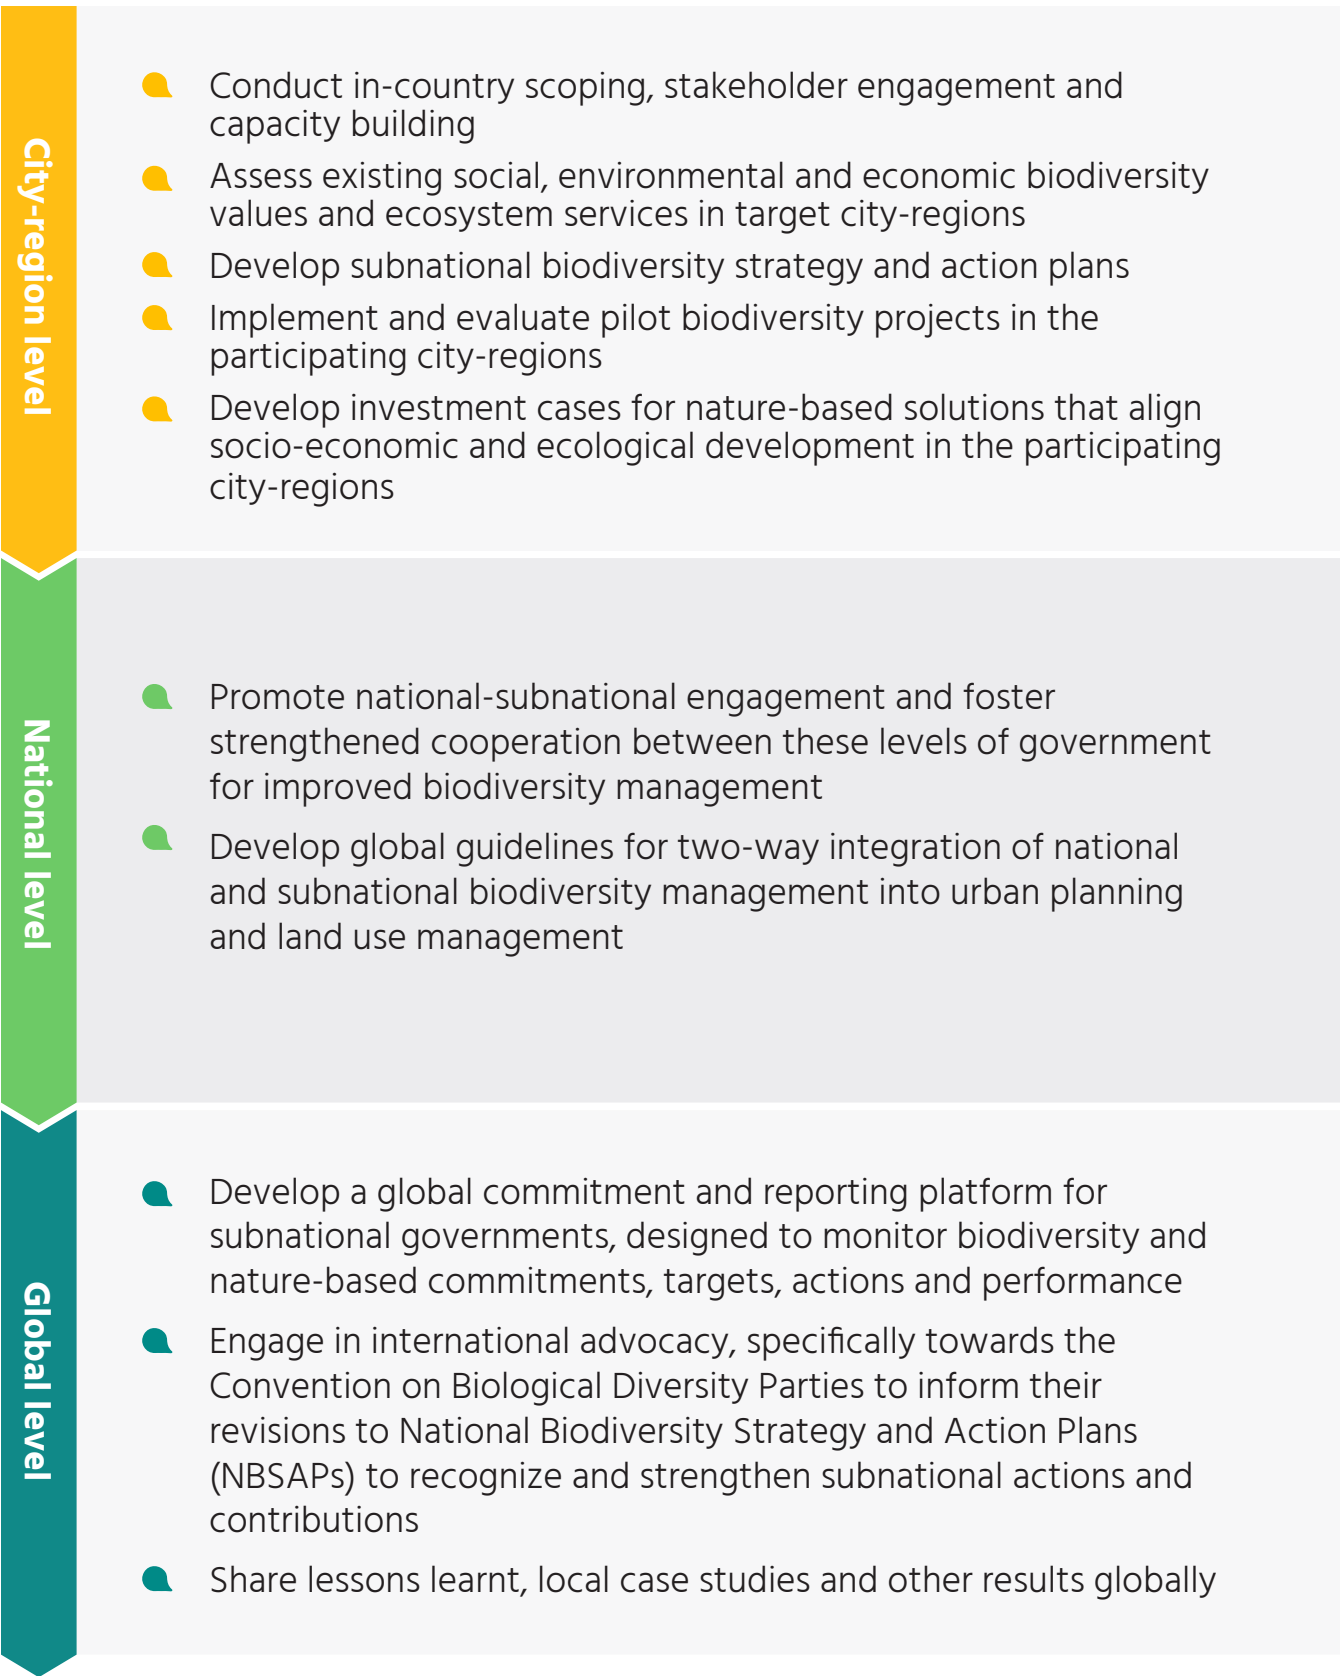 City-region level
Conduct in-country scoping, stakeholder engagement and
capacity building
Assess existing social, environmental and economic biodiversity
values and ecosystem services in target city-regions
Develop subnational biodiversity strategy and action plans
Implement and evaluate pilot biodiversity projects in the
participating city-regions
Develop investment cases for nature-based solutions that align
socio-economic and ecological development in the participating
city-regions
National level
Promote national-subnational engagement and foster
strengthened cooperation between these levels of government
for improved biodiversity management
Develop global guidelines for two-way integration of national
and subnational biodiversity management into urban planning
and land use management
Global level
Develop a global commitment and reporting platform for
subnational governments, designed to monitor biodiversity and
nature-based commitments, targets, actions and performance
Engage in international advocacy, specifically towards the
Convention on Biological Diversity Parties to inform their
revisions to National Biodiversity Strategy and Action Plans
(NBSAPs) to recognize and strengthen subnational actions and
contributions
Share lessons learnt, local case studies and other results globally